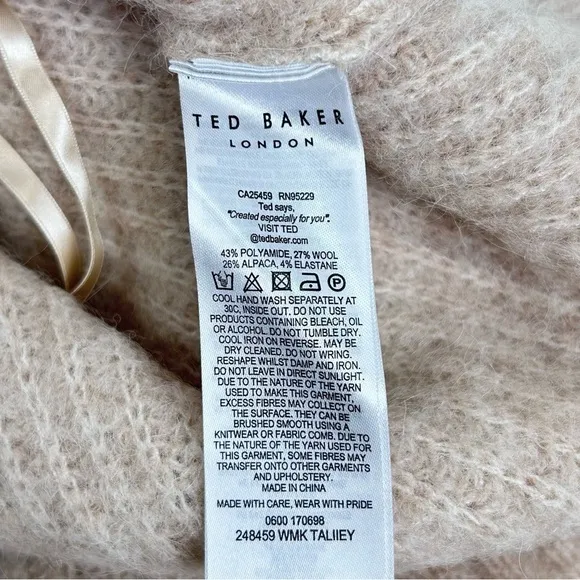 TED BAKER
LONDON
CA25459 RN95229
Ted says,
"Created especially for you".
VISIT TED
@tedbaker.com
43% POLYAMIDE, 27% WOOL
26% ALPACA, 4% ELASTANE
P
COOL HAND WASH SEPARATELY AT
30C, INSIDE OUT. DO NOT USE
PRODUCTS CONTAINING BLEACH, OIL
OR ALCOHOL. DO NOT TUMBLE DRY.
COOL IRON ON REVERSE. MAY BE
DRY CLEANED. DO NOT WRING.
RESHAPE WHILST DAMP AND IRON.
DO NOT LEAVE IN DIRECT SUNLIGHT.
DUE TO THE NATURE OF THE YARN
USED TO MAKE THIS GARMENT,
EXCESS FIBRES MAY COLLECT ON
THE SURFACE. THEY CAN BE
BRUSHED SMOOTH USING A
KNITWEAR OR FABRIC COMB. DUE TO
THE NATURE OF THE YARN USED FOR
THIS GARMENT, SOME FIBRES MAY
TRANSFER ONTO OTHER GARMENTS
AND UPHOLSTERY.
MADE IN CHINA
MADE WITH CARE, WEAR WITH PRIDE
0600 170698
248459 WMK TALIIEY